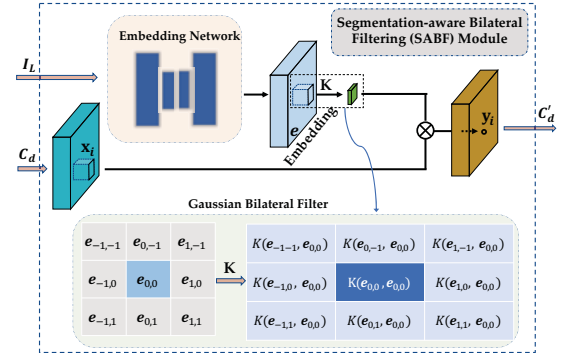 Segmentation-aware Bilateral
Filtering (SABF) Module
Embedding Network
I_L
K
e
Embedding
C_d
x_i
y_i
C'_d
Gaussian Bilateral Filter
e_{-1,-1} e_{0,-1} e_{1,-1}
e_{-1,0} e_{0,0} e_{1,0}
e_{-1,1} e_{0,1} e_{1,1}
K
K(e_{-1-1}, e_{0,0}) K(e_{0,-1}, e_{0,0}) K(e_{1,-1}, e_{0,0})
K(e_{-1,0}, e_{0,0}) K(e_{0,0}, e_{0,0}) K(e_{1,0}, e_{0,0})
K(e_{-1,1}, e_{0,0}) K(e_{0,1}, e_{0,0}) K(e_{1,1}, e_{0,0})